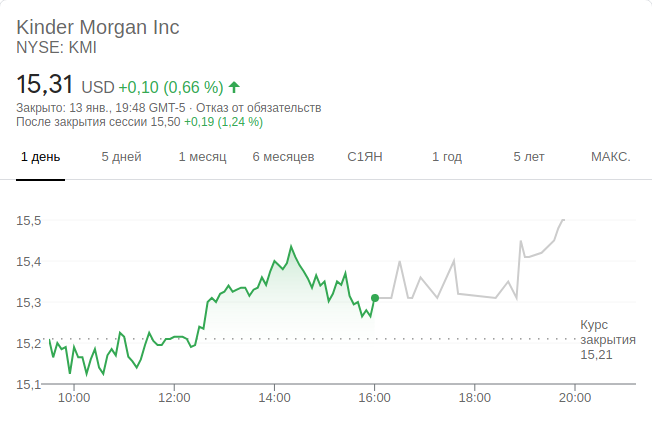 Kinder Morgan Inc
NYSE: KMI
15,31 USD +0,10 (0,66 %)
Закрыто: 13 янв., 19:48 GMT-5 · Отказ от обязательств
После закрытия сессии 15,50 +0,19 (1,24 %)
1 день 5 дней 1 месяц 6 месяцев С1ЯН 1 год 5 лет МАКС.
15,5
15,4
15,3
Курс
закрытия
15,21
15,2
15,1
10:00 12:00 14:00 16:00 18:00 20:00